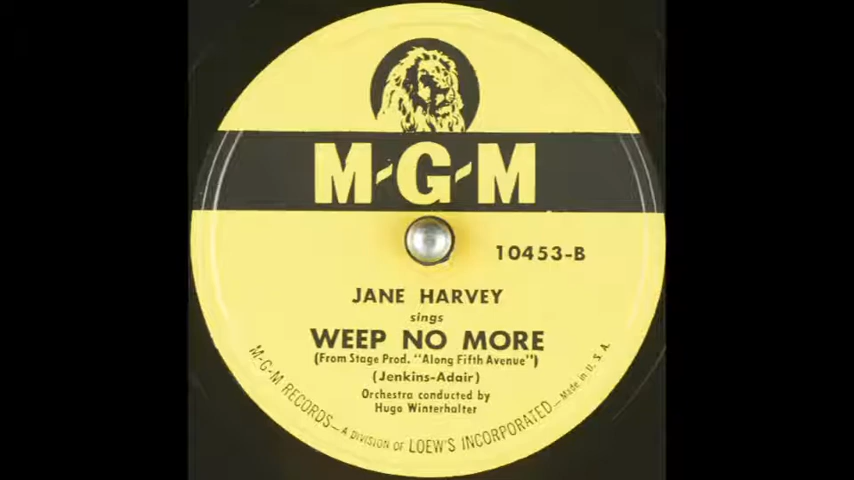 M-G-M
10453-B
JANE HARVEY
sings
WEEP NO MORE
(From Stage Prod. "Along Fifth Avenue")
(Jenkins-Adair)
Orchestra conducted by
Hugo Winterhalter
M-G-M RECORDS—A DIVISION OF LOEW'S INCORPORATED—Made in U. S. A.